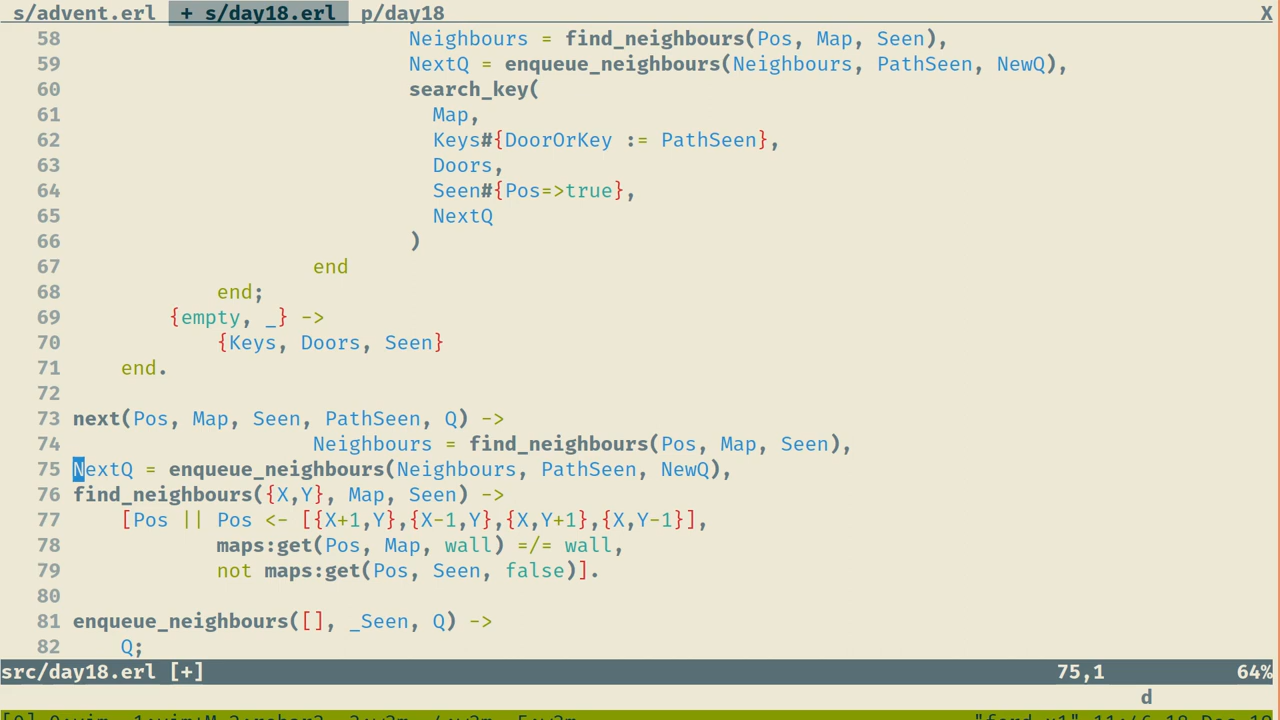 s/advent.erl + s/day18.erl p/day18 X
58 Neighbours = find_neighbours(Pos, Map, Seen),
59 NextQ = enqueue_neighbours(Neighbours, PathSeen, NewQ),
60 search_key(
61 Map,
62 Keys#{DoorOrKey := PathSeen},
63 Doors,
64 Seen#{Pos=>true},
65 NextQ
66 )
67 end
68 end;
69 {empty, _} ->
70 {Keys, Doors, Seen}
71 end.
72
73 next(Pos, Map, Seen, PathSeen, Q) ->
74 Neighbours = find_neighbours(Pos, Map, Seen),
75 NextQ = enqueue_neighbours(Neighbours, PathSeen, NewQ),
76 find_neighbours({X,Y}, Map, Seen) ->
77 [Pos || Pos <- [{X+1,Y},{X-1,Y},{X,Y+1},{X,Y-1}],
78 maps:get(Pos, Map, wall) =/= wall,
79 not maps:get(Pos, Seen, false)].
80
81 enqueue_neighbours([], _Seen, Q) ->
82 Q;
src/day18.erl [+] 75,1 64%
d